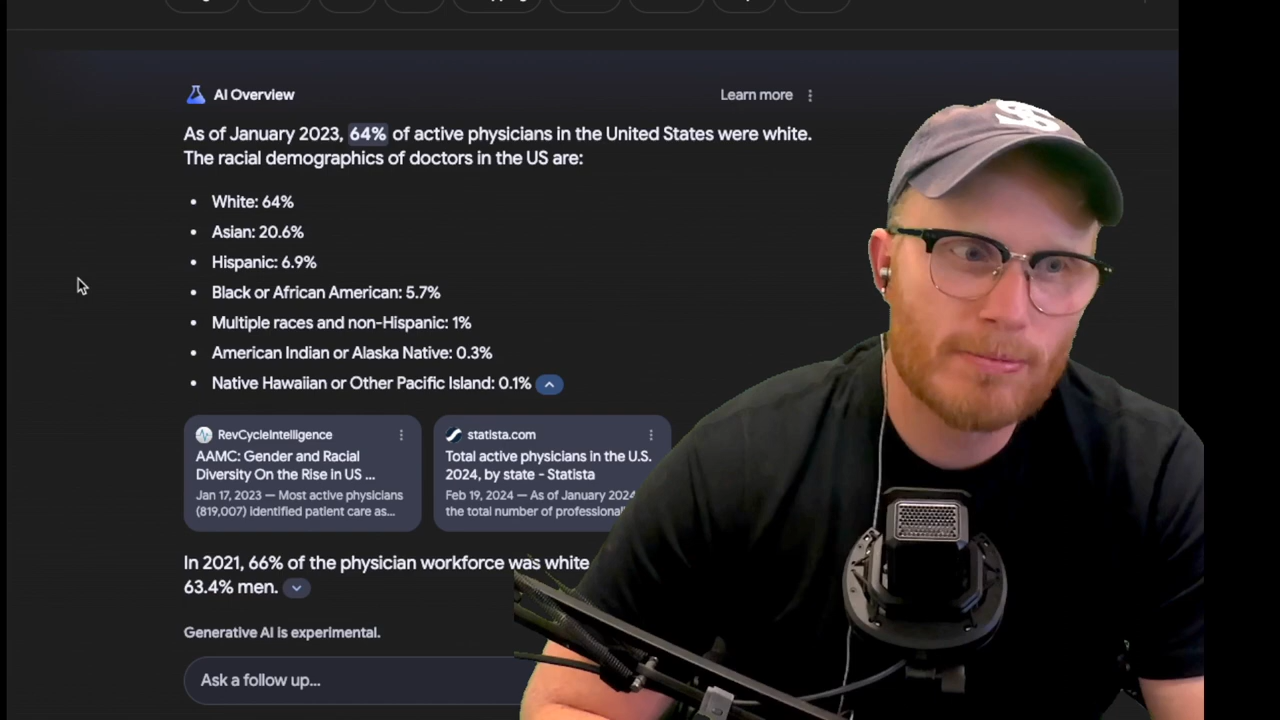 AI Overview
Learn more
As of January 2023, 64% of active physicians in the United States were white.
The racial demographics of doctors in the US are:
White: 64%
Asian: 20.6%
Hispanic: 6.9%
Black or African American: 5.7%
Multiple races and non-Hispanic: 1%
American Indian or Alaska Native: 0.3%
Native Hawaiian or Other Pacific Island: 0.1%
RevCycleIntelligence
AAMC: Gender and Racial
Diversity On the Rise in US ...
Jan 17, 2023 — Most active physicians
(819,007) identified patient care as...
statista.com
Total active physicians in the U.S.
2024, by state - Statista
Feb 19, 2024 — As of January 2024
the total number of professional
In 2021, 66% of the physician workforce was white
63.4% men.
Generative AI is experimental.
Ask a follow up...